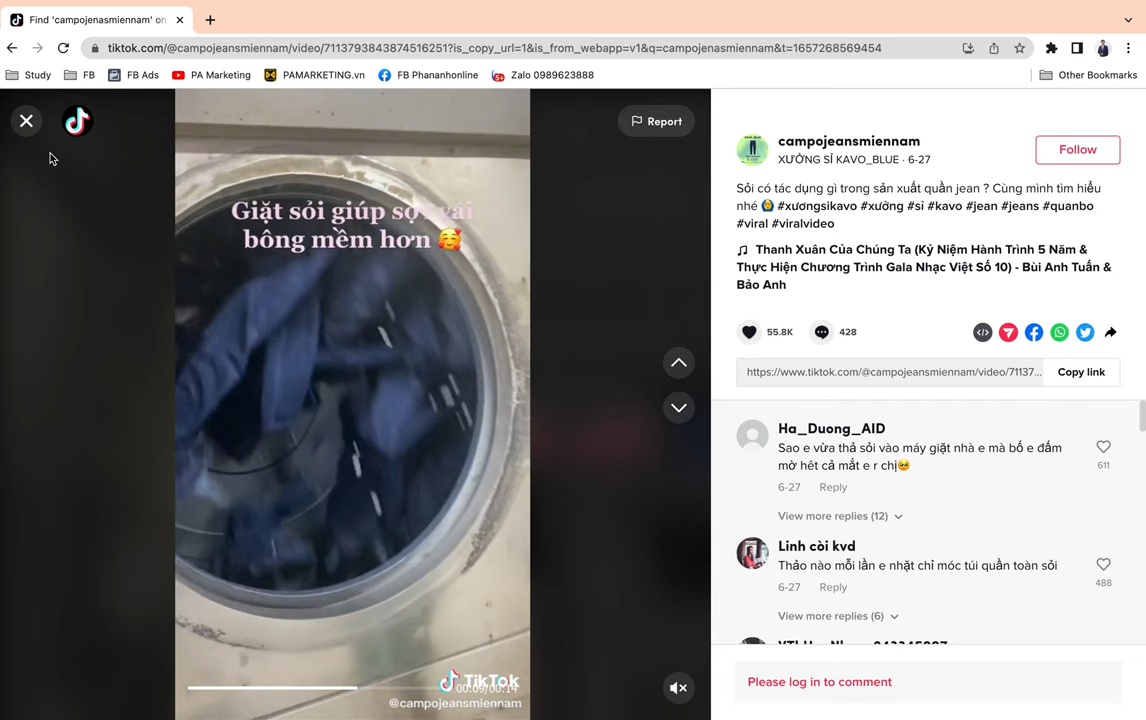 Find 'campojenasmiennam' on
tiktok.com/@campojeansmiennam/video/7113793843874516251?is_copy_url=1&is_from_webapp=v1&q=campojenasmiennam&t=1657268569454
Study FB FB Ads PA Marketing PAMARKETING.vn FB Phananhonline Zalo 0989623888 Other Bookmarks
Report
Giặt sỏi giúp sợi vải
bông mềm hơn 🥰
TikTok
00:09/00:14
@campojeansmiennam
campojeansmiennam
XƯỞNG SỈ KAVO_BLUE · 6-27
Follow
Sỏi có tác dụng gì trong sản xuất quần jean ? Cùng mình tìm hiểu
nhé 🙆 #xươngsikavo #xưởng #sỉ #kavo #jean #jeans #quanbo
#viral #viralvideo
♫ Thanh Xuân Của Chúng Ta (Kỷ Niệm Hành Trình 5 Năm &
Thực Hiện Chương Trình Gala Nhạc Việt Số 10) - Bùi Anh Tuấn &
Bảo Anh
55.8K 428
https://www.tiktok.com/@campojeansmiennam/video/71137... Copy link
Ha_Duong_AID
Sao e vừa thả sỏi vào máy giặt nhà e mà bố e đấm
mờ hêt cả mắt e r chị🥹
611
6-27 Reply
View more replies (12)
Linh còi kvd
Thảo nào mỗi lần e nhặt chỉ móc túi quần toàn sỏi
488
6-27 Reply
View more replies (6)
Please log in to comment